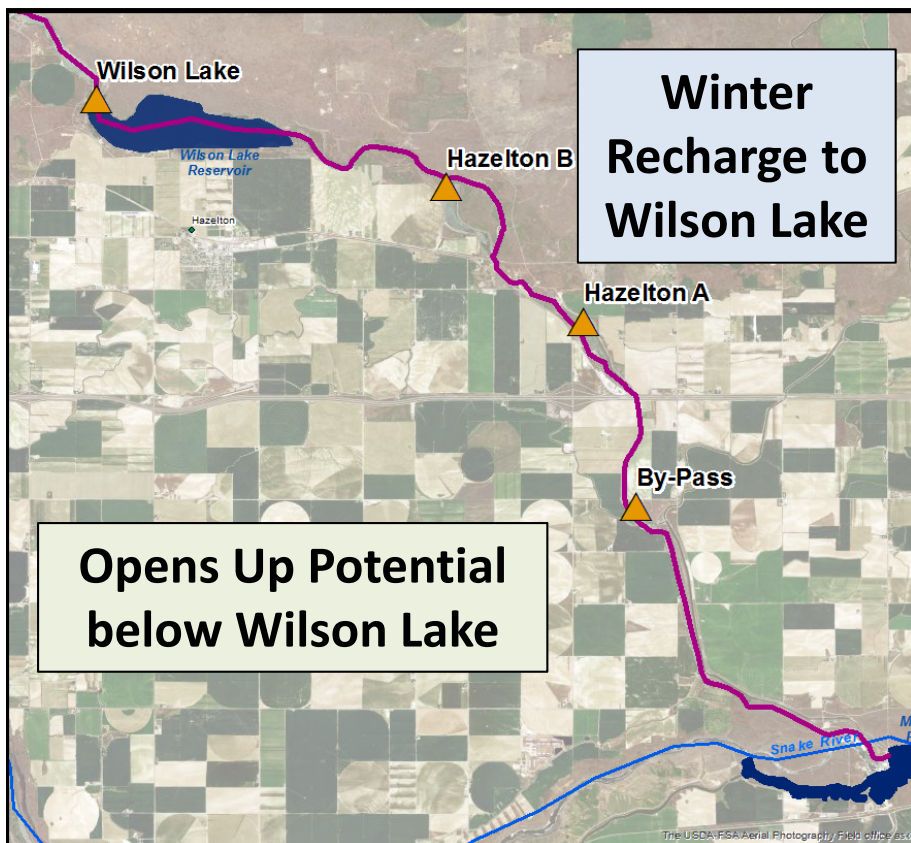 Wilson Lake
Winter
Recharge to
Wilson Lake
Wilson Lake
Reservoir
Hazelton B
Hazelton
Hazelton A
By-Pass
Opens Up Potential
below Wilson Lake
Snake River
The USDA-FSA Aerial Photography Field office